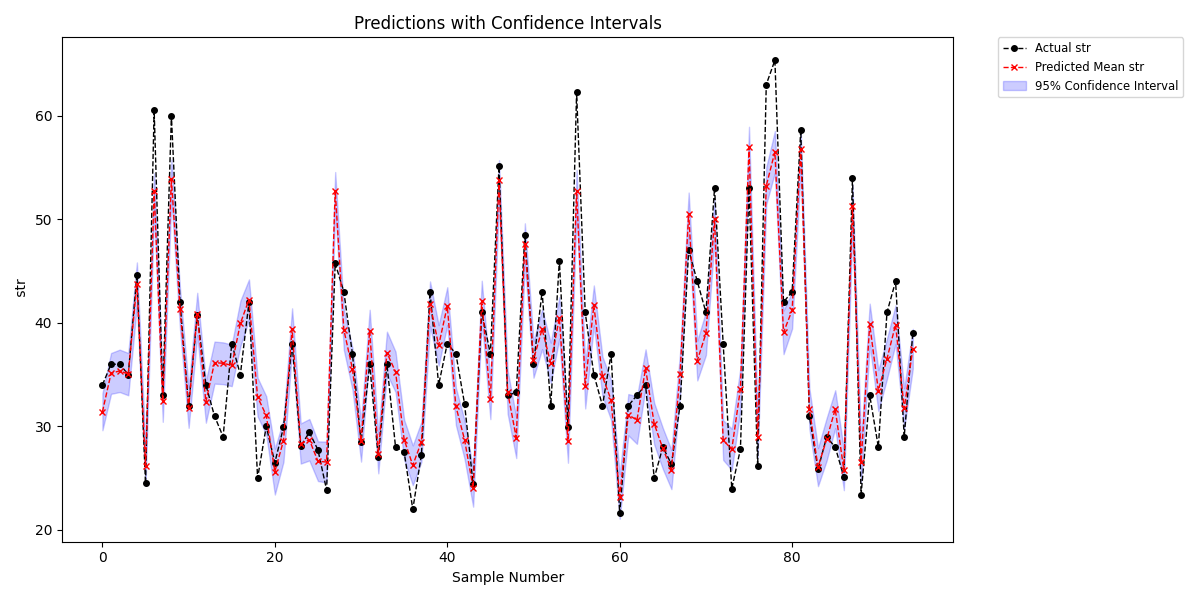 Predictions with Confidence Intervals
Actual str
Predicted Mean str
95% Confidence Interval
60
50
40
30
20
str
0
20
40
60
80
Sample Number